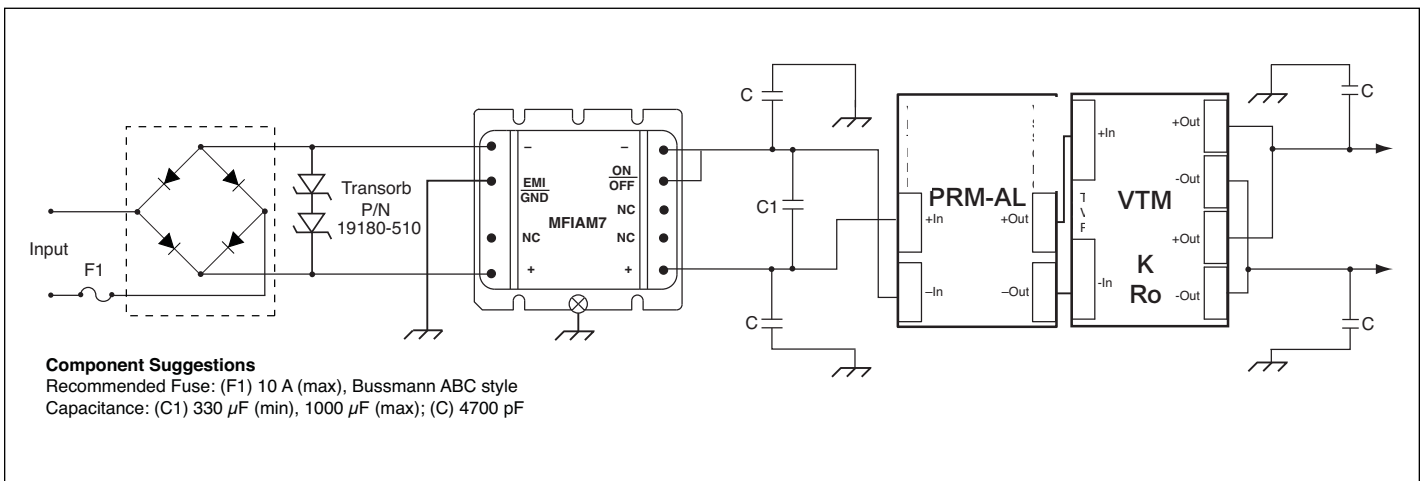 Input
F1
Transorb
P/N
19180-510
–
EMI
GND
NC
+
MFIAM7
–
ON
OFF
NC
NC
+
C
C1
C
PRM-AL
+In
–In
+Out
–Out
+In
-In
T
V
F
VTM
K
Ro
+Out
-Out
+Out
-Out
C
C
Component Suggestions
Recommended Fuse: (F1) 10 A (max), Bussmann ABC style
Capacitance: (C1) 330 µF (min), 1000 µF (max); (C) 4700 pF